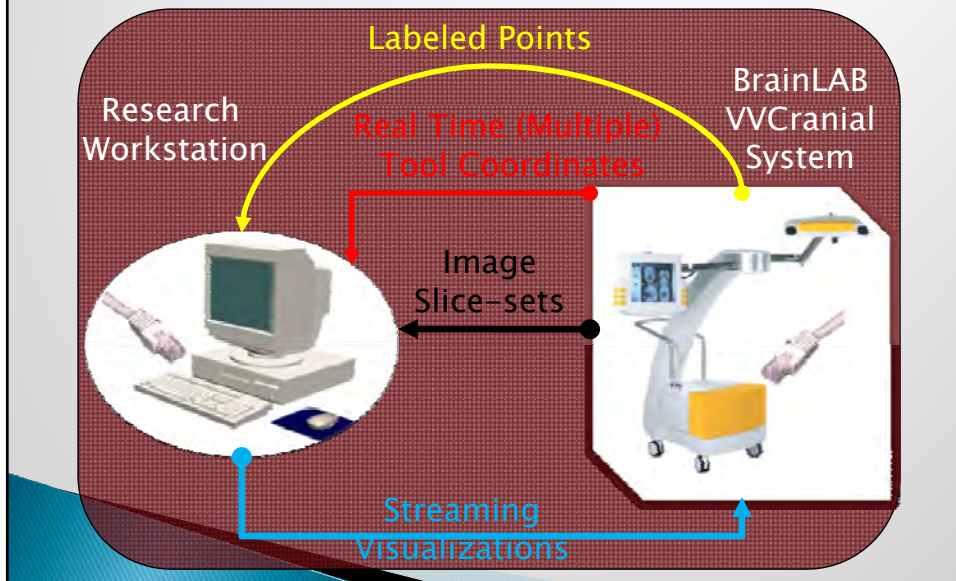 Labeled Points
Research
Workstation
Real Time (Multiple)
Tool Coordinates
BrainLAB
VVCranial
System
Image
Slice-sets
Streaming
Visualizations